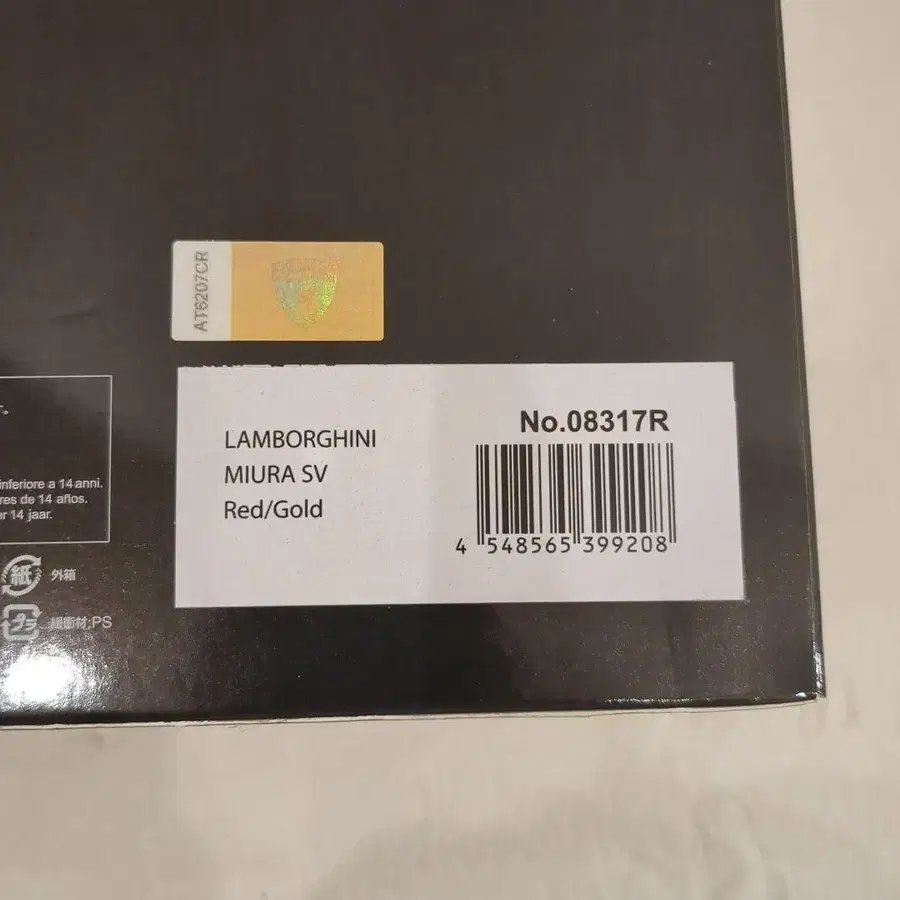 AT6207CR
No.08317R
LAMBORGHINI
MIURA SV
Red/Gold
4 548565 399208
inferiore a 14 anni.
res de 14 años.
er 14 jaar.
紙 外箱
プラ 緩衝材:PS